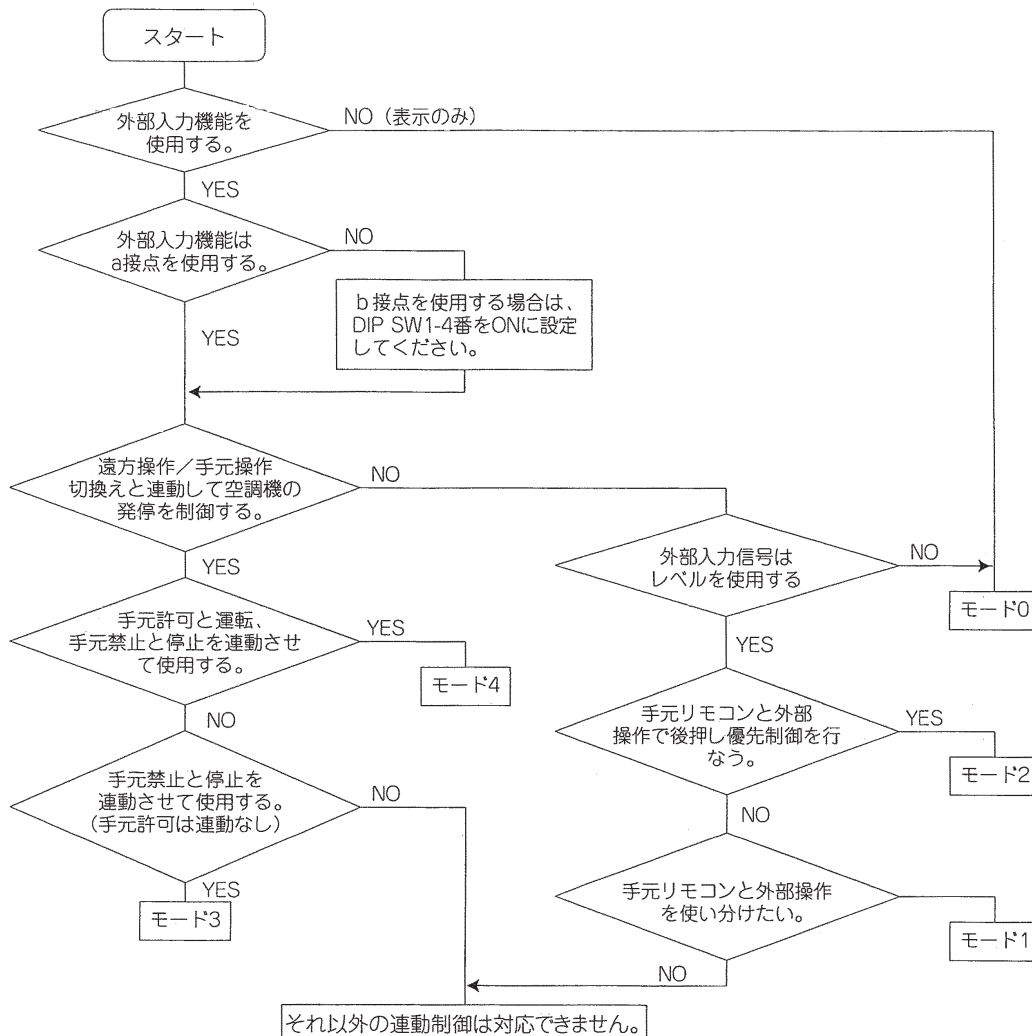 スタート
外部入力機能を
使用する。
NO（表示のみ）
YES
外部入力機能は
a接点を使用する。
NO
b接点を使用する場合は、
DIP SW1-4番をONに設定
してください。
YES
遠方操作／手元操作
切換えと連動して空調機の
発停を制御する。
NO
YES
外部入力信号は
レベルを使用する
NO
モード0
YES
手元許可と運転、
手元禁止と停止を連動させ
て使用する。
YES
モード4
NO
手元リモコンと外部
操作で後押し優先制御を行
なう。
YES
モード2
NO
手元禁止と停止を
連動させて使用する。
（手元許可は連動なし）
NO
YES
モード3
手元リモコンと外部操作
を使い分けたい。
モード1
NO
それ以外の連動制御は対応できません。